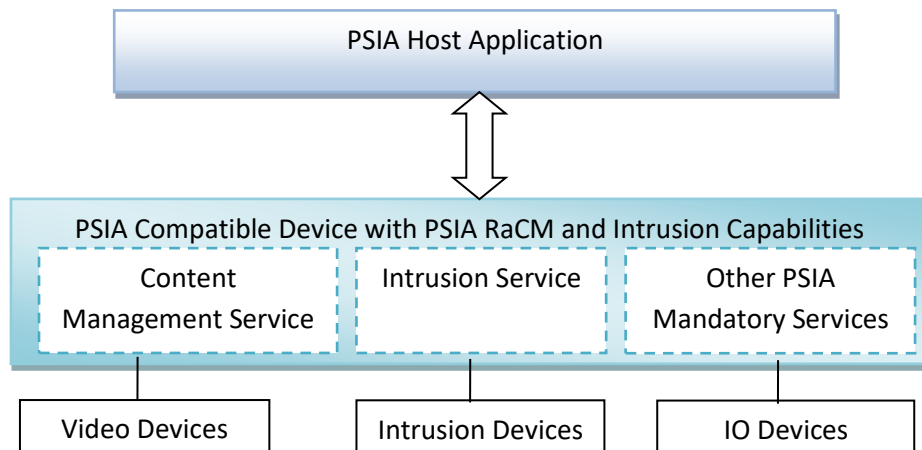 PSIA Host Application
PSIA Compatible Device with PSIA RaCM and Intrusion Capabilities
Content
Management Service
Intrusion Service
Other PSIA
Mandatory Services
Video Devices
Intrusion Devices
IO Devices